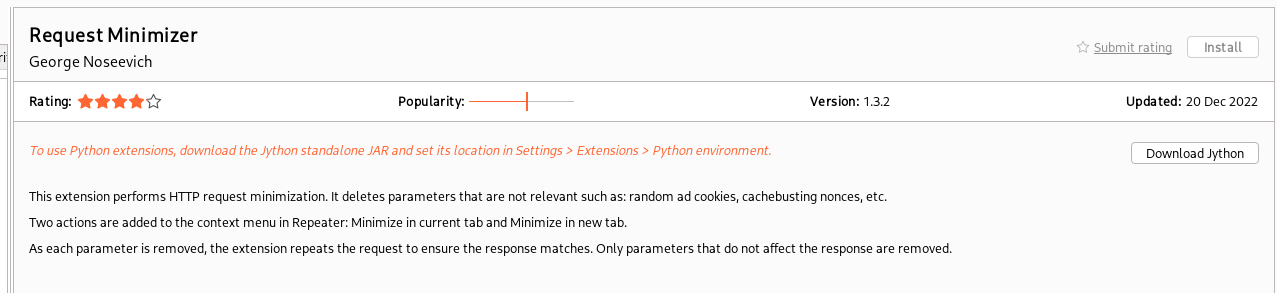 Request Minimizer
George Noseevich
Submit rating
Install
Rating:
Popularity:
Version: 1.3.2
Updated: 20 Dec 2022
To use Python extensions, download the Jython standalone JAR and set its location in Settings > Extensions > Python environment.
Download Jython
This extension performs HTTP request minimization. It deletes parameters that are not relevant such as: random ad cookies, cachebusting nonces, etc.
Two actions are added to the context menu in Repeater: Minimize in current tab and Minimize in new tab.
As each parameter is removed, the extension repeats the request to ensure the response matches. Only parameters that do not affect the response are removed.